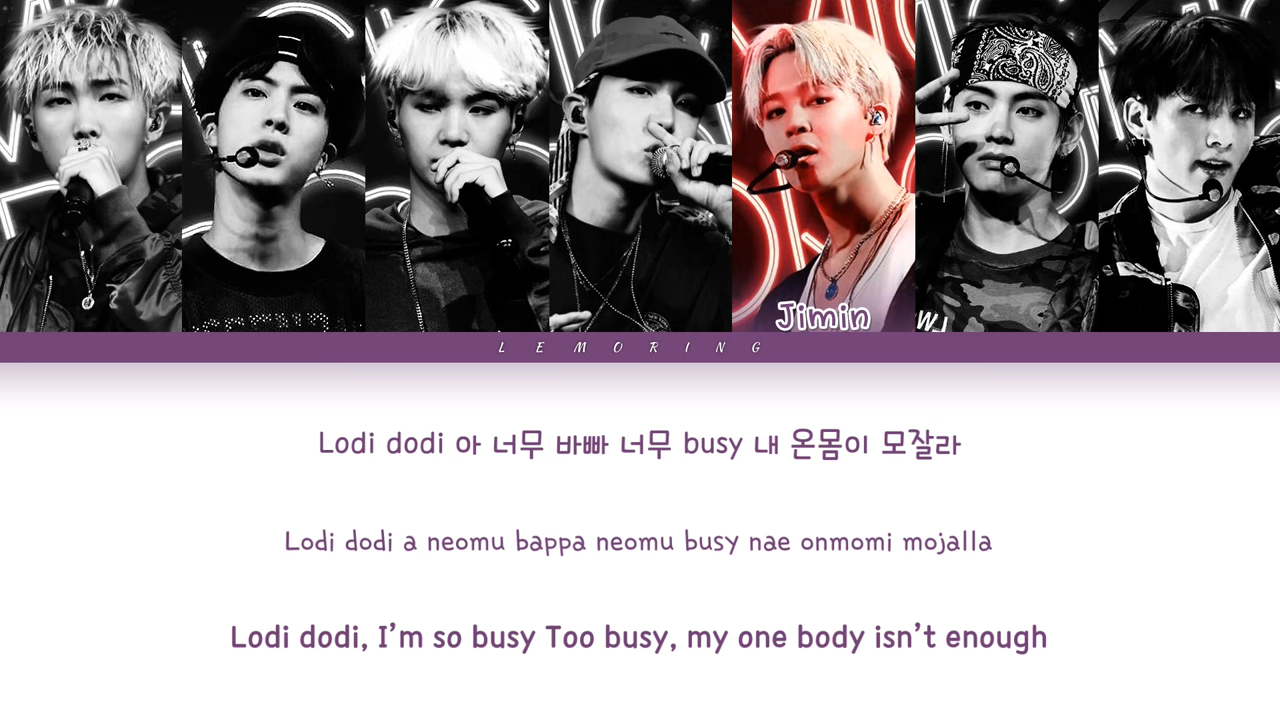 Jimin
L E M O R I N G
Lodi dodi 아 너무 바빠 너무 busy 내 온몸이 모잘라
Lodi dodi a neomu bappa neomu busy nae onmomi mojalla
Lodi dodi, I'm so busy Too busy, my one body isn't enough